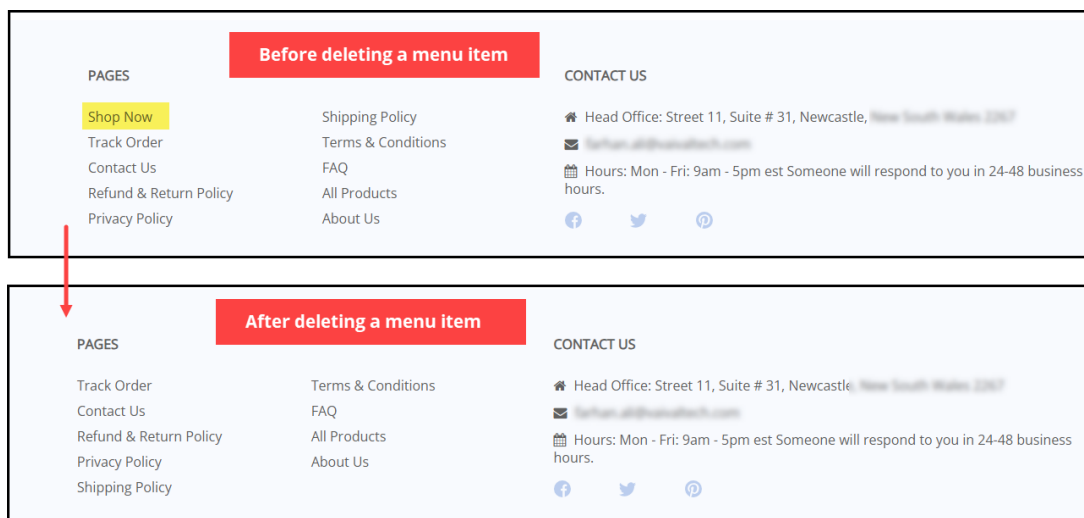 Before deleting a menu item
PAGES
Shop Now
Track Order
Contact Us
Refund & Return Policy
Privacy Policy
Shipping Policy
Terms & Conditions
FAQ
All Products
About Us
CONTACT US
Head Office: Street 11, Suite # 31, Newcastle,
Hours: Mon - Fri: 9am - 5pm est Someone will respond to you in 24-48 business
hours.
After deleting a menu item
PAGES
Track Order
Contact Us
Refund & Return Policy
Privacy Policy
Shipping Policy
Terms & Conditions
FAQ
All Products
About Us
CONTACT US
Head Office: Street 11, Suite # 31, Newcastle
Hours: Mon - Fri: 9am - 5pm est Someone will respond to you in 24-48 business
hours.